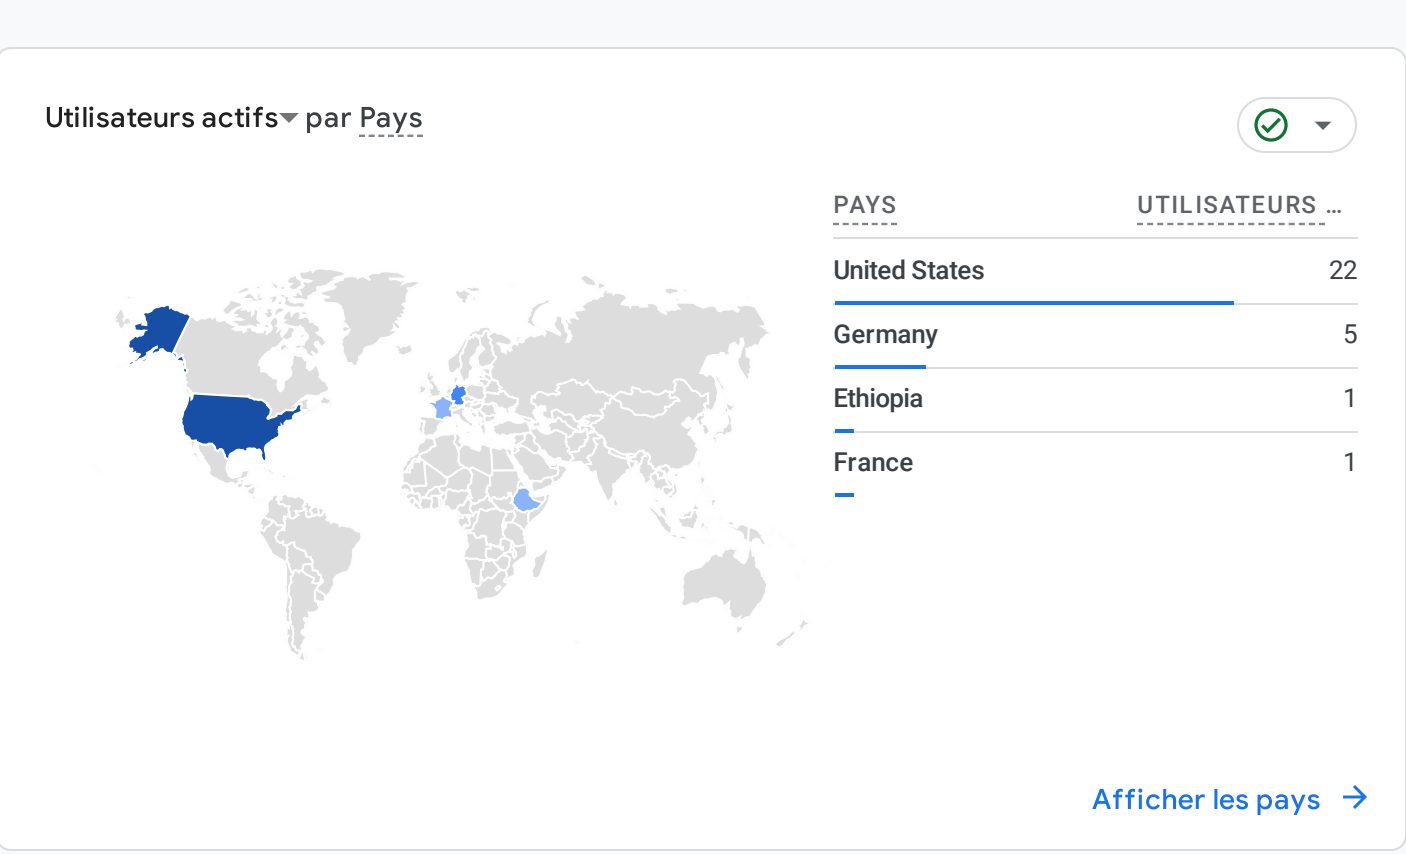 Utilisateurs actifs par Pays
PAYS UTILISATEURS ...
United States 22
Germany 5
Ethiopia 1
France 1
Afficher les pays